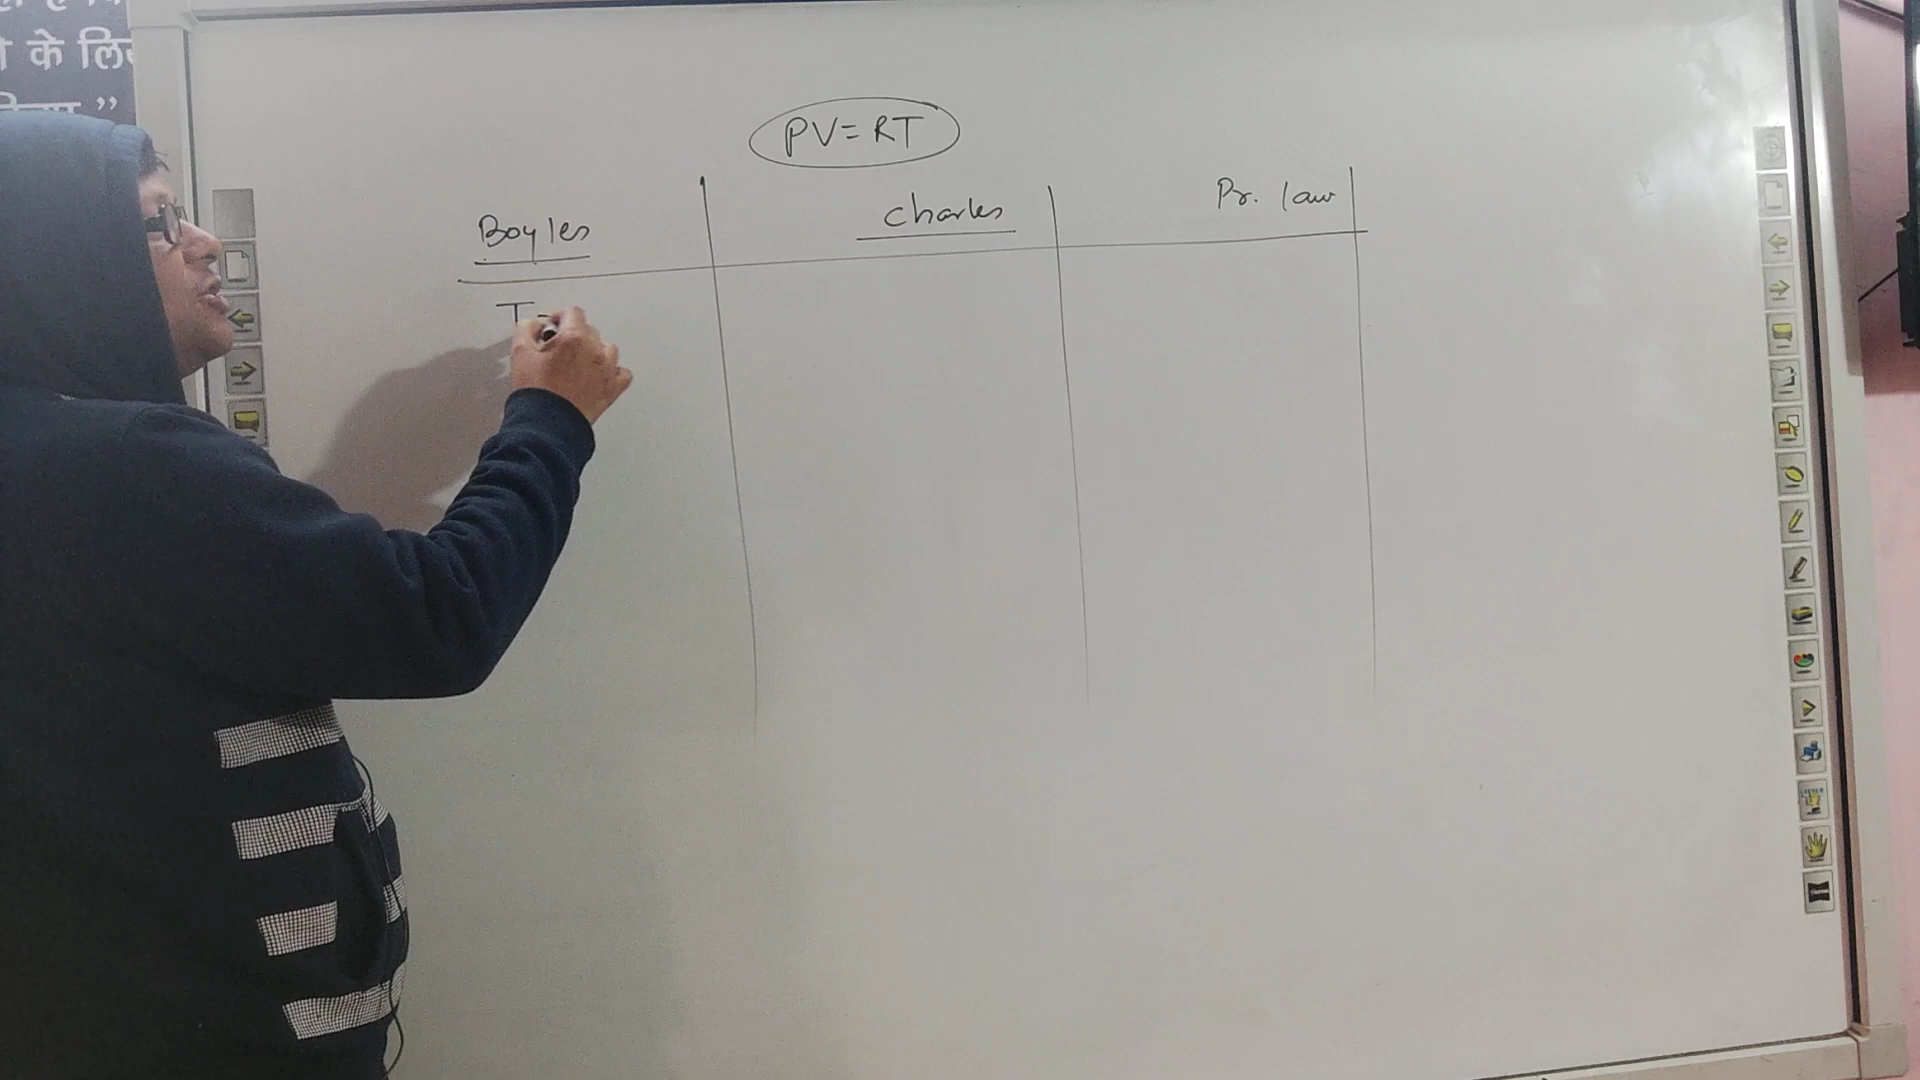 के लिए
PV=RT
Boyles
Charles
Pr. law
T=